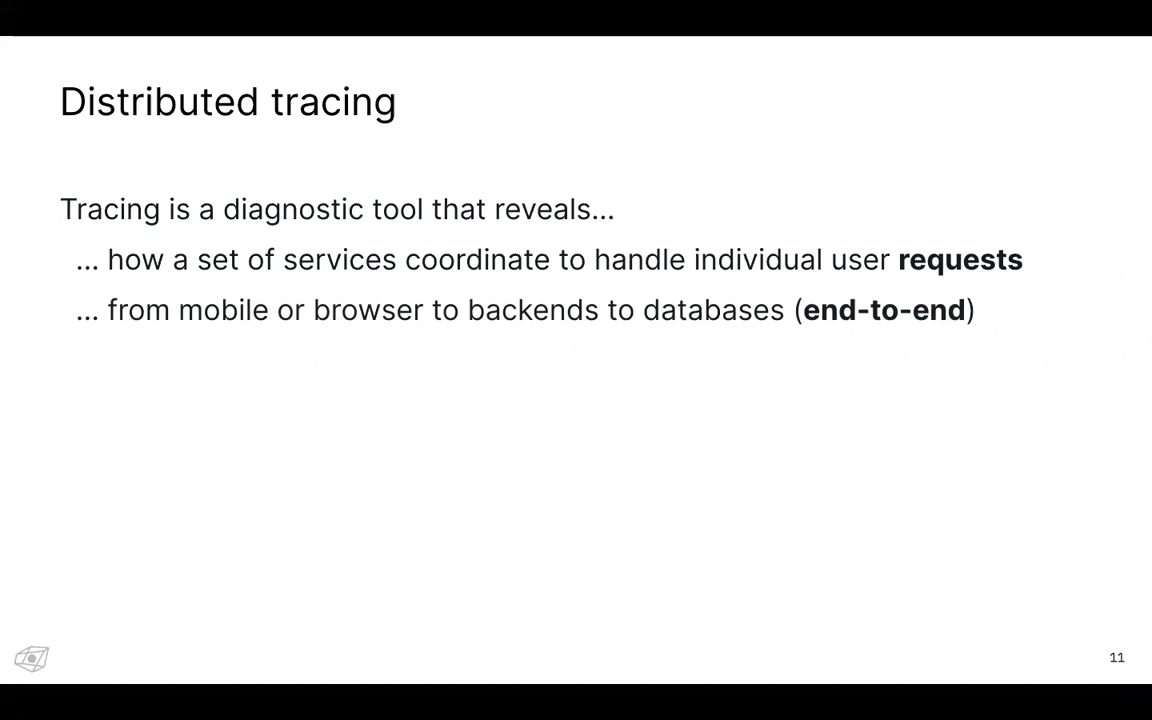 Distributed tracing
Tracing is a diagnostic tool that reveals...
... how a set of services coordinate to handle individual user requests
... from mobile or browser to backends to databases (end-to-end)
11